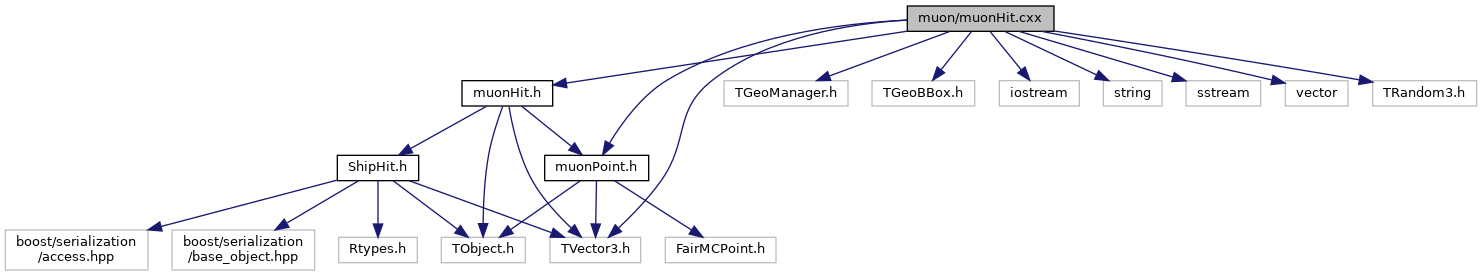 muon/muonHit.cxx
muonHit.h
TGeoManager.h
TGeoBBox.h
iostream
string
sstream
vector
TRandom3.h
ShipHit.h
muonPoint.h
boost/serialization
/access.hpp
boost/serialization
/base_object.hpp
Rtypes.h
TObject.h
TVector3.h
FairMCPoint.h